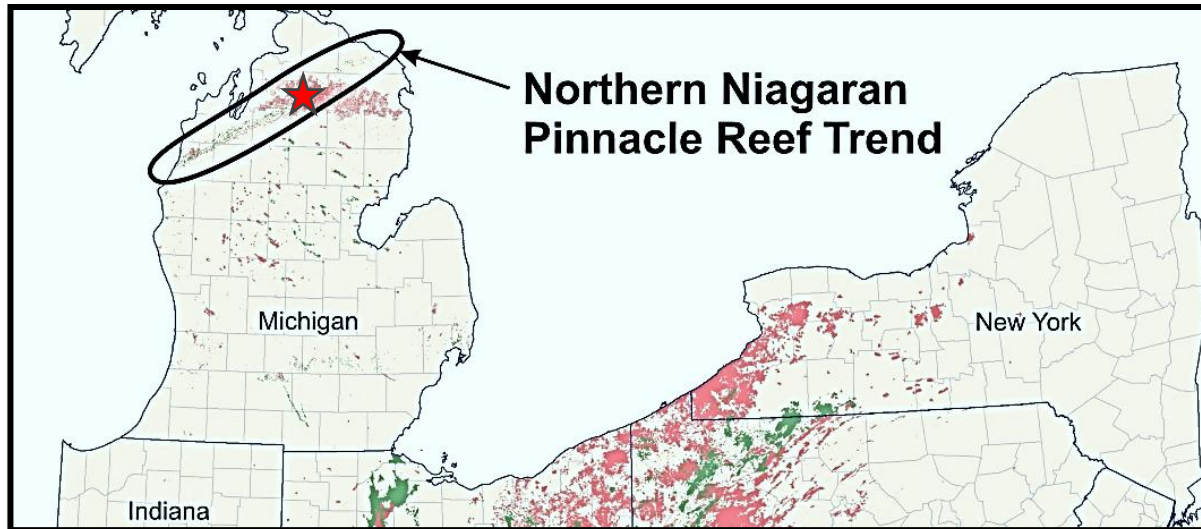 Northern Niagaran
Pinnacle Reef Trend
Michigan
New York
Indiana